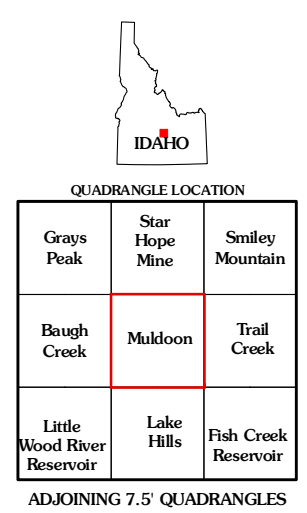 IDAHO
QUADRANGLE LOCATION
Grays
Peak
Star
Hope
Mine
Smiley
Mountain
Baugh
Creek
Muldoon
Trail
Creek
Little
Wood River
Reservoir
Lake
Hills
Fish Creek
Reservoir
ADJOINING 7.5' QUADRANGLES